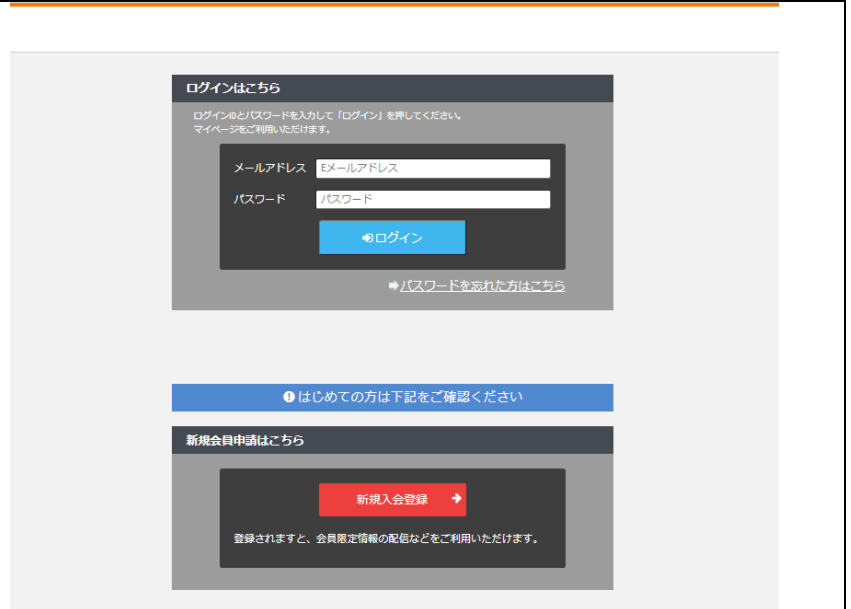 ログインはこちら
ログインIDとパスワードを入力して「ログイン」を押してください。
マイページをご利用いただけます。
メールアドレス Eメールアドレス
パスワード パスワード
ログイン
パスワードを忘れた方はこちら
はじめての方は下記をご確認ください
新規会員申請はこちら
新規入会登録
登録されますと、会員限定情報の配信などをご利用いただけます。